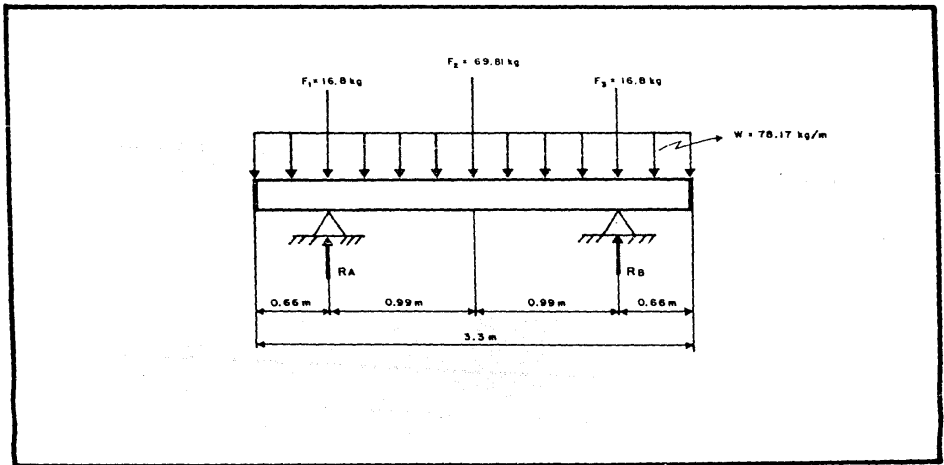 F₂ = 69.81 kg
F₁ = 16.8 kg
F₃ = 16.8 kg
W = 78.17 kg/m
RA
RB
0.66 m
0.99 m
0.99 m
0.66 m
3.3 m